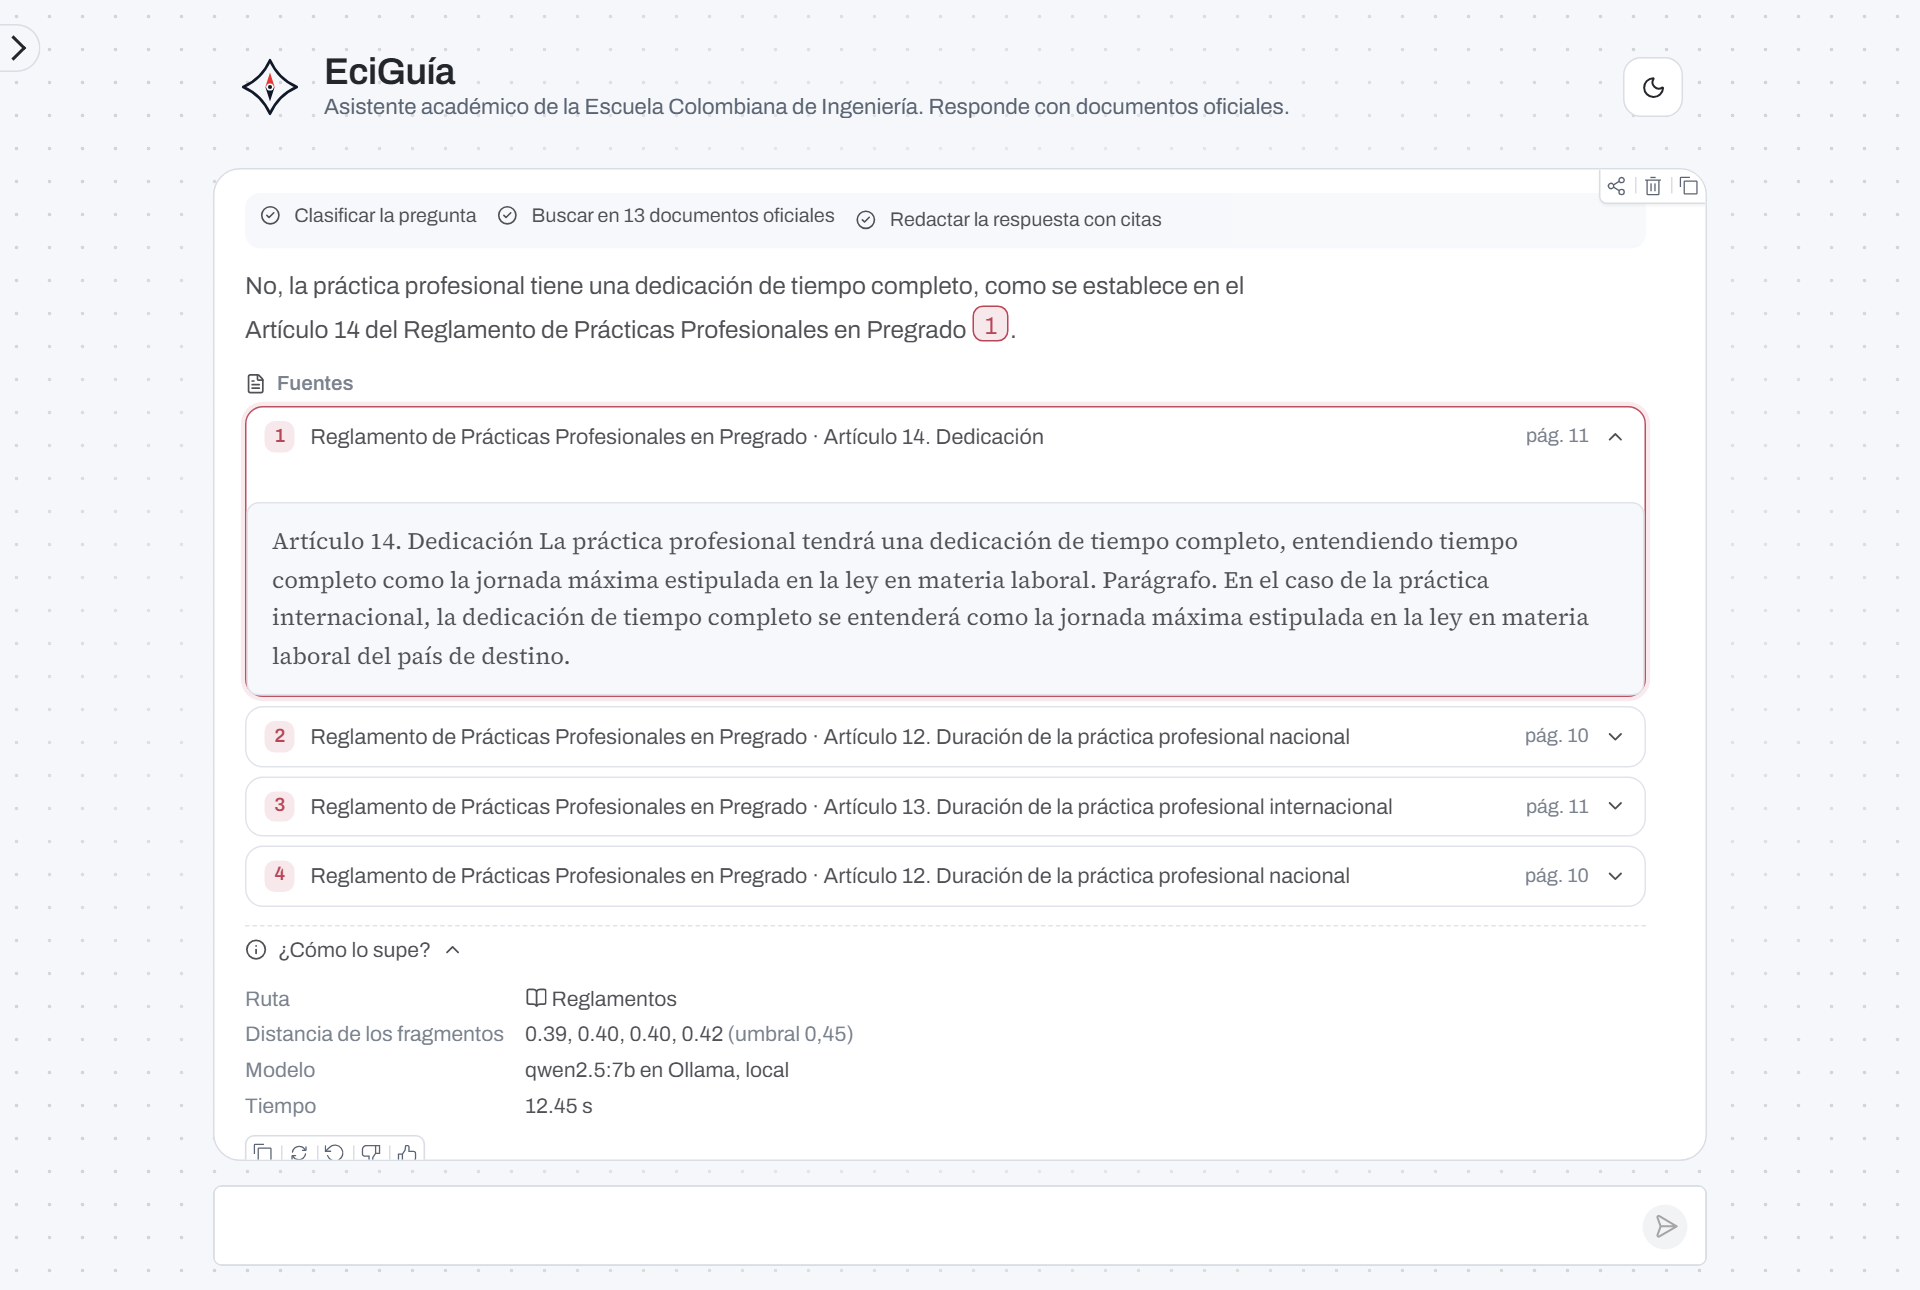 EciGuía
Asistente académico de la Escuela Colombiana de Ingeniería. Responde con documentos oficiales.
Clasificar la pregunta Buscar en 13 documentos oficiales Redactar la respuesta con citas
No, la práctica profesional tiene una dedicación de tiempo completo, como se establece en el
Artículo 14 del Reglamento de Prácticas Profesionales en Pregrado 1.
Fuentes
1 Reglamento de Prácticas Profesionales en Pregrado · Artículo 14. Dedicación pág. 11
Artículo 14. Dedicación La práctica profesional tendrá una dedicación de tiempo completo, entendiendo tiempo
completo como la jornada máxima estipulada en la ley en materia laboral. Parágrafo. En el caso de la práctica
internacional, la dedicación de tiempo completo se entenderá como la jornada máxima estipulada en la ley en materia
laboral del país de destino.
2 Reglamento de Prácticas Profesionales en Pregrado · Artículo 12. Duración de la práctica profesional nacional pág. 10
3 Reglamento de Prácticas Profesionales en Pregrado · Artículo 13. Duración de la práctica profesional internacional pág. 11
4 Reglamento de Prácticas Profesionales en Pregrado · Artículo 12. Duración de la práctica profesional nacional pág. 10
¿Cómo lo supe?
Ruta Reglamentos
Distancia de los fragmentos 0.39, 0.40, 0.40, 0.42 (umbral 0,45)
Modelo qwen2.5:7b en Ollama, local
Tiempo 12.45 s